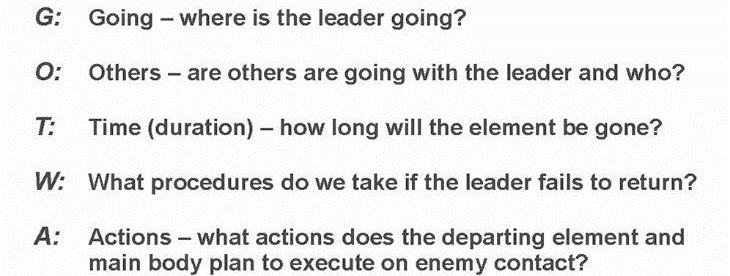 G: Going – where is the leader going?
O: Others – are others are going with the leader and who?
T: Time (duration) – how long will the element be gone?
W: What procedures do we take if the leader fails to return?
A: Actions – what actions does the departing element and
main body plan to execute on enemy contact?